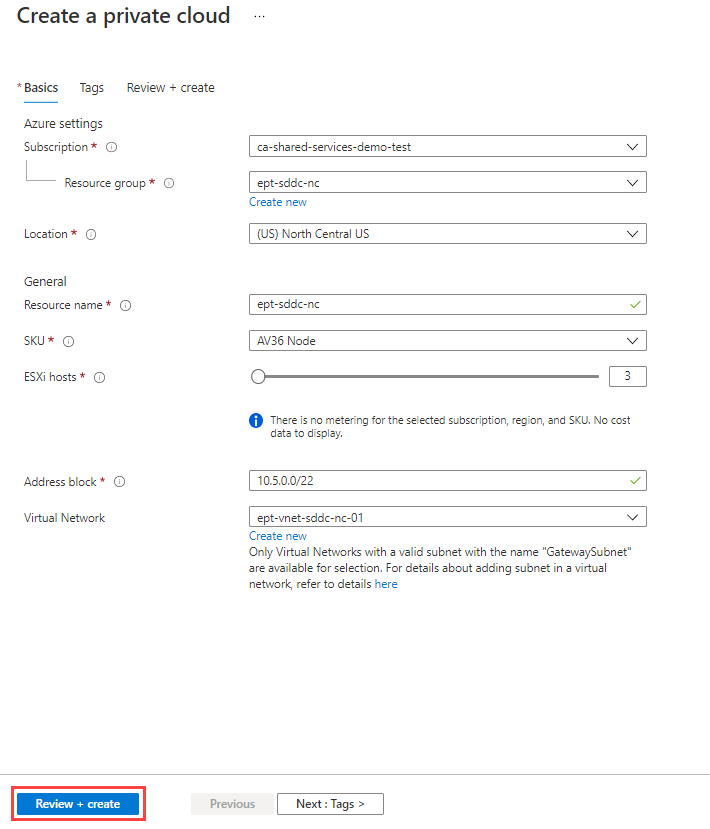 Create a private cloud ...
* Basics Tags Review + create
Azure settings
Subscription * ca-shared-services-demo-test
Resource group * ept-sddc-nc
Create new
Location * (US) North Central US
General
Resource name * ept-sddc-nc
SKU * AV36 Node
ESXi hosts * 3
There is no metering for the selected subscription, region, and SKU. No cost
data to display.
Address block * 10.5.0.0/22
Virtual Network ept-vnet-sddc-nc-01
Create new
Only Virtual Networks with a valid subnet with the name "GatewaySubnet"
are available for selection. For details about adding subnet in a virtual
network, refer to details here
Review + create Previous Next : Tags >